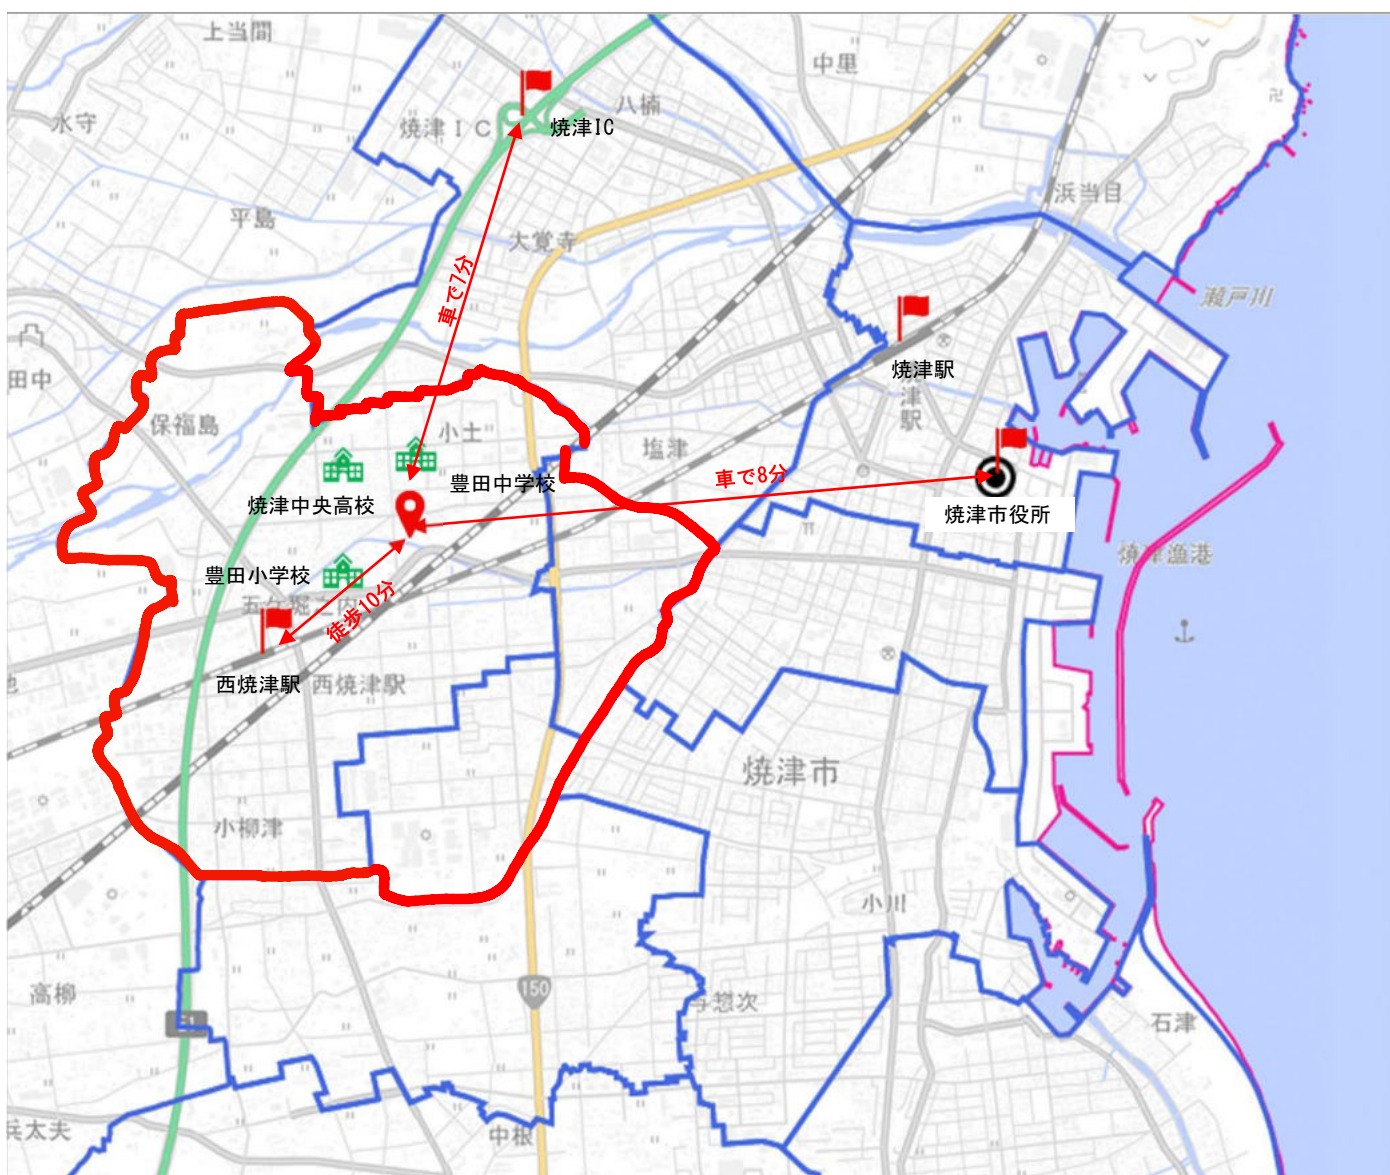 上当間
中里
水守
焼津IC
八楠
焼津IC
浜当目
平島
大覚寺
瀬戸川
車で7分
焼津駅
田中
焼津駅
保福島
小土
塩津
車で8分
豊田中学校
焼津中央高校
焼津市役所
焼津漁港
豊田小学校
徒歩10分
西焼津駅
西焼津駅
焼津市
小柳津
小川
高柳
150
与惣次
石津
兵太夫
中根